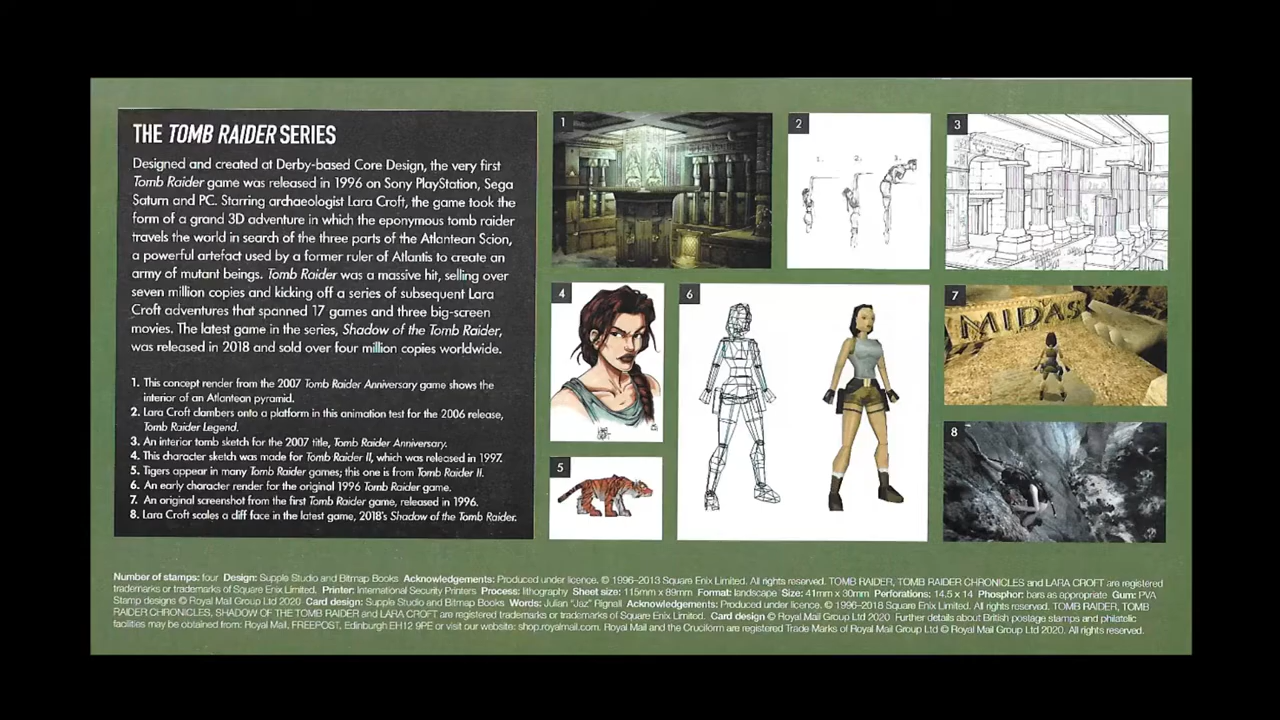 THE TOMB RAIDER SERIES
Designed and created at Derby-based Core Design, the very first
Tomb Raider game was released in 1996 on Sony PlayStation, Sega
Saturn and PC. Starring archaeologist Lara Croft, the game took the
form of a grand 3D adventure in which the eponymous tomb raider
travels the world in search of the three parts of the Atlantean Scion,
a powerful artefact used by a former ruler of Atlantis to create an
army of mutant beings. Tomb Raider was a massive hit, selling over
seven million copies and kicking off a series of subsequent Lara
Croft adventures that spanned 17 games and three big-screen
movies. The latest game in the series, Shadow of the Tomb Raider,
was released in 2018 and sold over four million copies worldwide.
1. This concept render from the 2007 Tomb Raider Anniversary game shows the
interior of an Atlantean pyramid.
2. Lara Croft clambers onto a platform in this animation test for the 2006 release,
Tomb Raider Legend.
3. An interior tomb sketch for the 2007 title, Tomb Raider Anniversary.
4. This character sketch was made for Tomb Raider II, which was released in 1997.
5. Tigers appear in many Tomb Raider games; this one is from Tomb Raider II.
6. An early character render for the original 1996 Tomb Raider game.
7. An original screenshot from the first Tomb Raider game, released in 1996.
8. Lara Croft scales a cliff face in the latest game, 2018's Shadow of the Tomb Raider.
1
2
1. 2. 3.
3
4
5
6
7
MIDAS
8
Number of stamps: four Design: Supple Studio and Bitmap Books Acknowledgements: Produced under licence. © 1996–2013 Square Enix Limited. All rights reserved. TOMB RAIDER, TOMB RAIDER CHRONICLES and LARA CROFT are registered
trademarks or trademarks of Square Enix Limited. Printer: International Security Printers Process: lithography Sheet size: 115mm x 89mm Format: landscape Size: 41mm x 30mm Perforations: 14.5 x 14 Phosphor: bars as appropriate Gum: PVA
Stamp designs © Royal Mail Group Ltd 2020 Card design: Supple Studio and Bitmap Books Words: Julian "Jaz" Rignall Acknowledgements: Produced under licence. © 1996–2018 Square Enix Limited. All rights reserved. TOMB RAIDER, TOMB
RAIDER CHRONICLES, SHADOW OF THE TOMB RAIDER and LARA CROFT are registered trademarks or trademarks of Square Enix Limited. Card design © Royal Mail Group Ltd 2020 Further details about British postage stamps and philatelic
facilities may be obtained from: Royal Mail, FREEPOST, Edinburgh EH12 9PE or visit our website: shop.royalmail.com. Royal Mail and the Cruciform are registered Trade Marks of Royal Mail Group Ltd © Royal Mail Group Ltd 2020. All rights reserved.